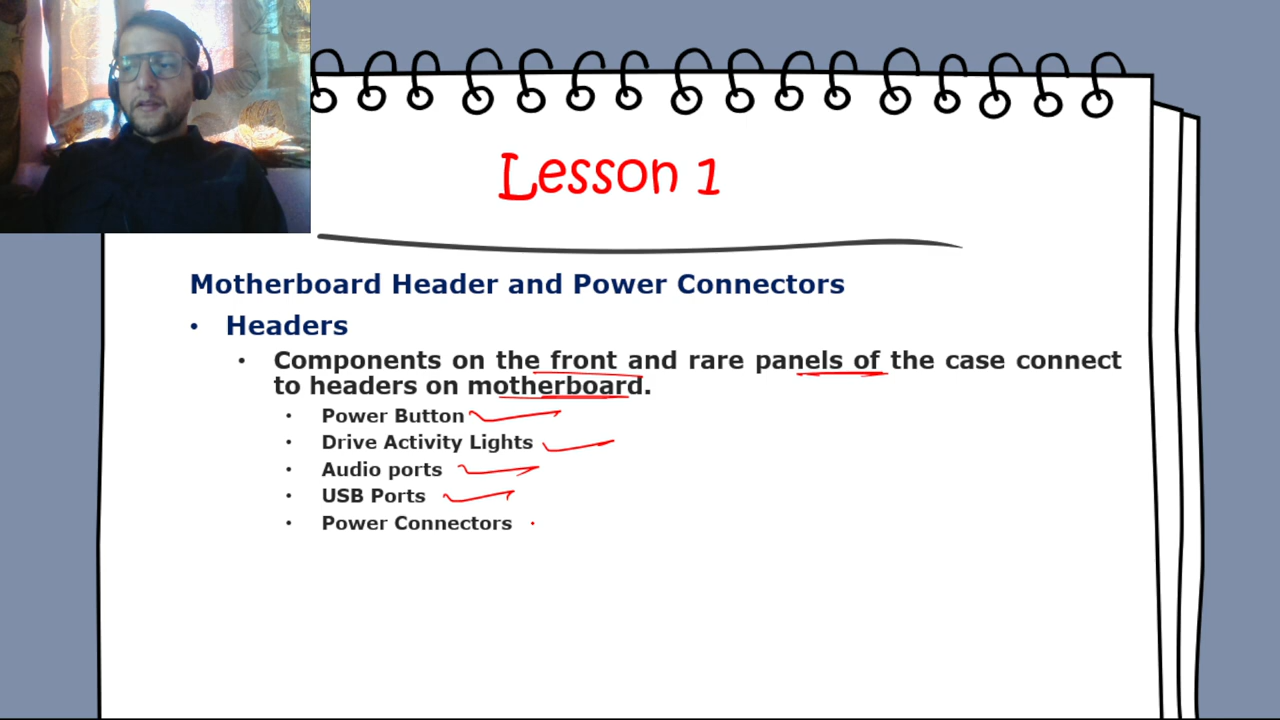 Lesson 1
Motherboard Header and Power Connectors
• Headers
• Components on the front and rare panels of the case connect
to headers on motherboard.
• Power Button
• Drive Activity Lights
• Audio ports
• USB Ports
• Power Connectors